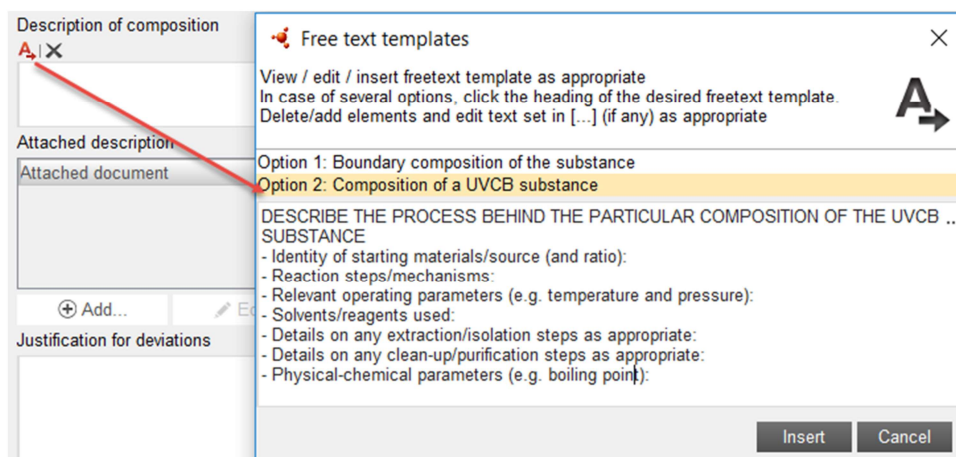 Description of composition
A
Attached description
Attached document
Add...
Justification for deviations
Free text templates
View / edit / insert freetext template as appropriate
In case of several options, click the heading of the desired freetext template.
Delete/add elements and edit text set in [...] (if any) as appropriate
A
Option 1: Boundary composition of the substance
Option 2: Composition of a UVCB substance
DESCRIBE THE PROCESS BEHIND THE PARTICULAR COMPOSITION OF THE UVCB ...
SUBSTANCE
- Identity of starting materials/source (and ratio):
- Reaction steps/mechanisms:
- Relevant operating parameters (e.g. temperature and pressure):
- Solvents/reagents used:
- Details on any extraction/isolation steps as appropriate:
- Details on any clean-up/purification steps as appropriate:
- Physical-chemical parameters (e.g. boiling point):
Insert
Cancel